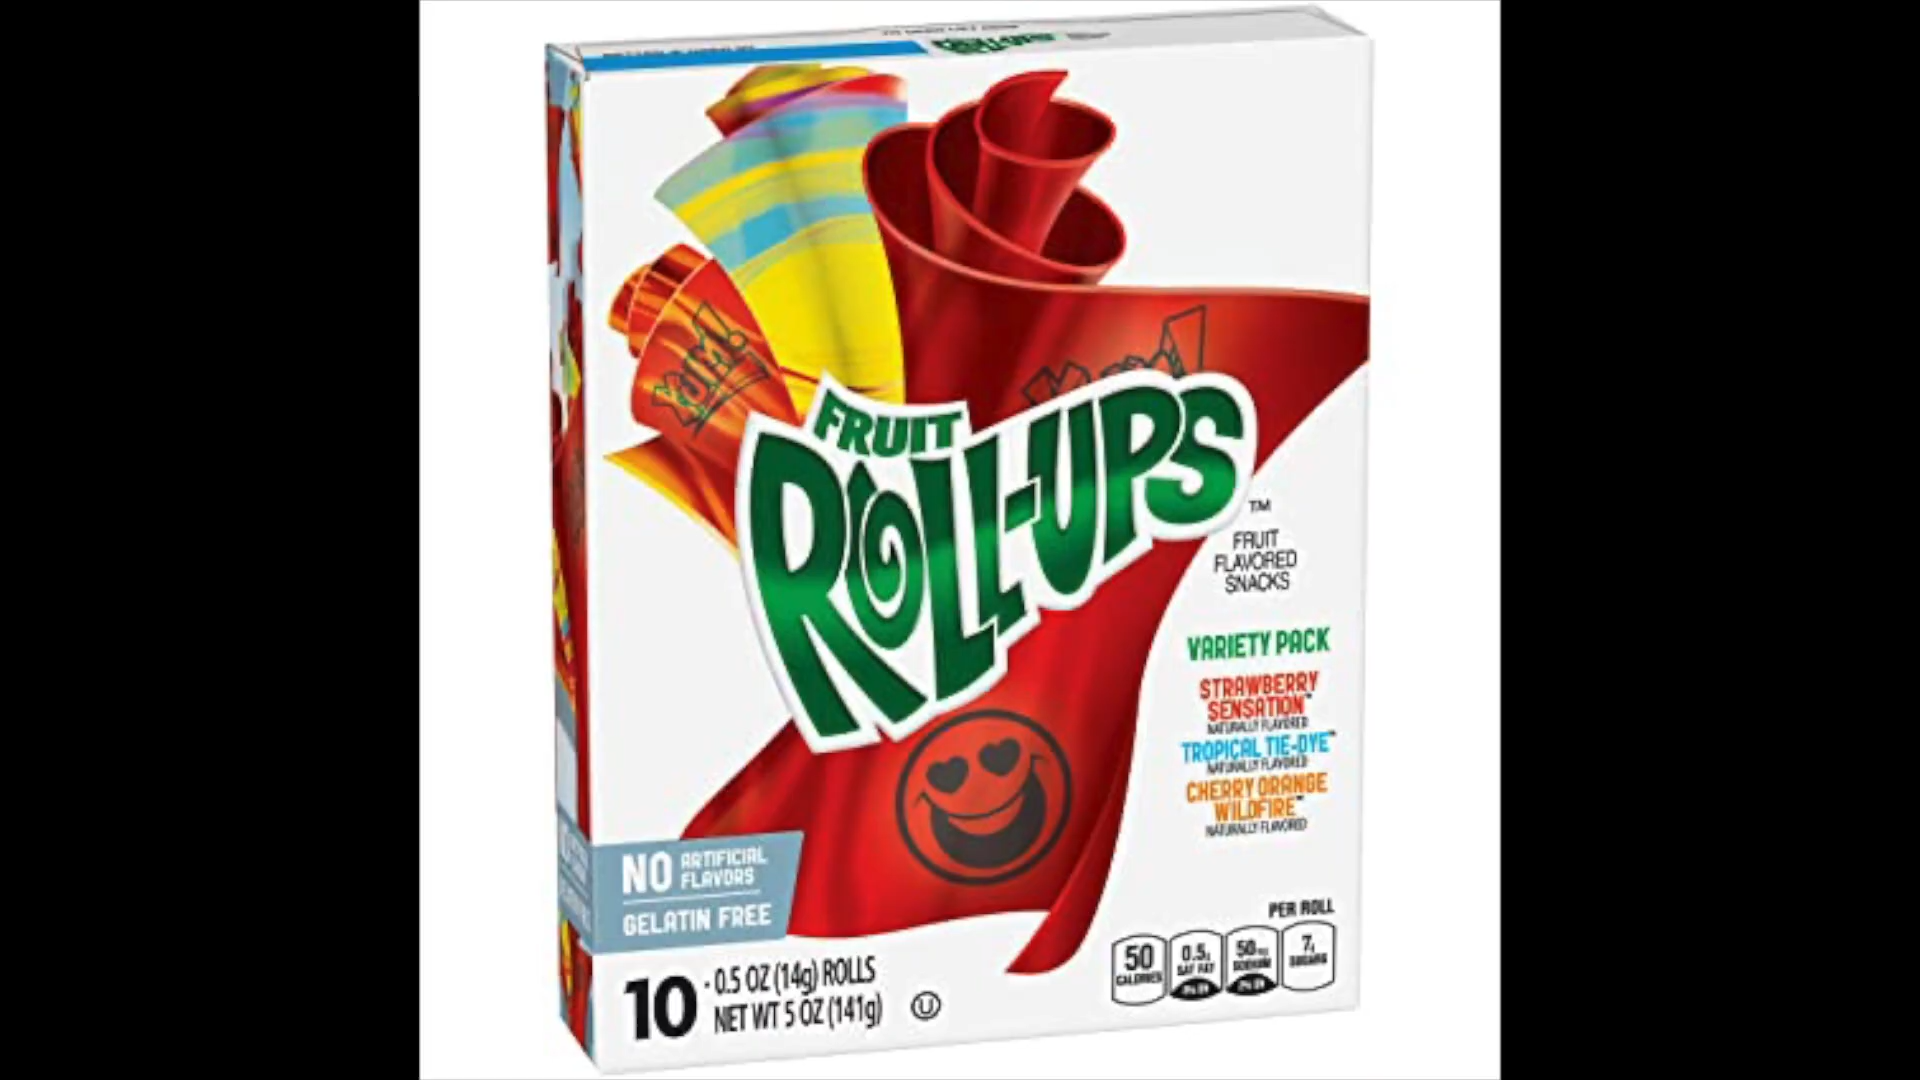 YUM!
FRUIT
ROLL-UPS
TM
FRUIT
FLAVORED
SNACKS
VARIETY PACK
STRAWBERRY
SENSATION™
NATURALLY FLAVORED
TROPICAL TIE-DYE™
NATURALLY FLAVORED
CHERRY ORANGE
WILDFIRE™
NATURALLY FLAVORED
NO ARTIFICIAL
FLAVORS
GELATIN FREE
PER ROLL
50
CALORIES
0.5g
SAT FAT
50mg
SODIUM
7g
SUGARS
10 - 0.5 OZ (14g) ROLLS
NET WT 5 OZ (141g)
U